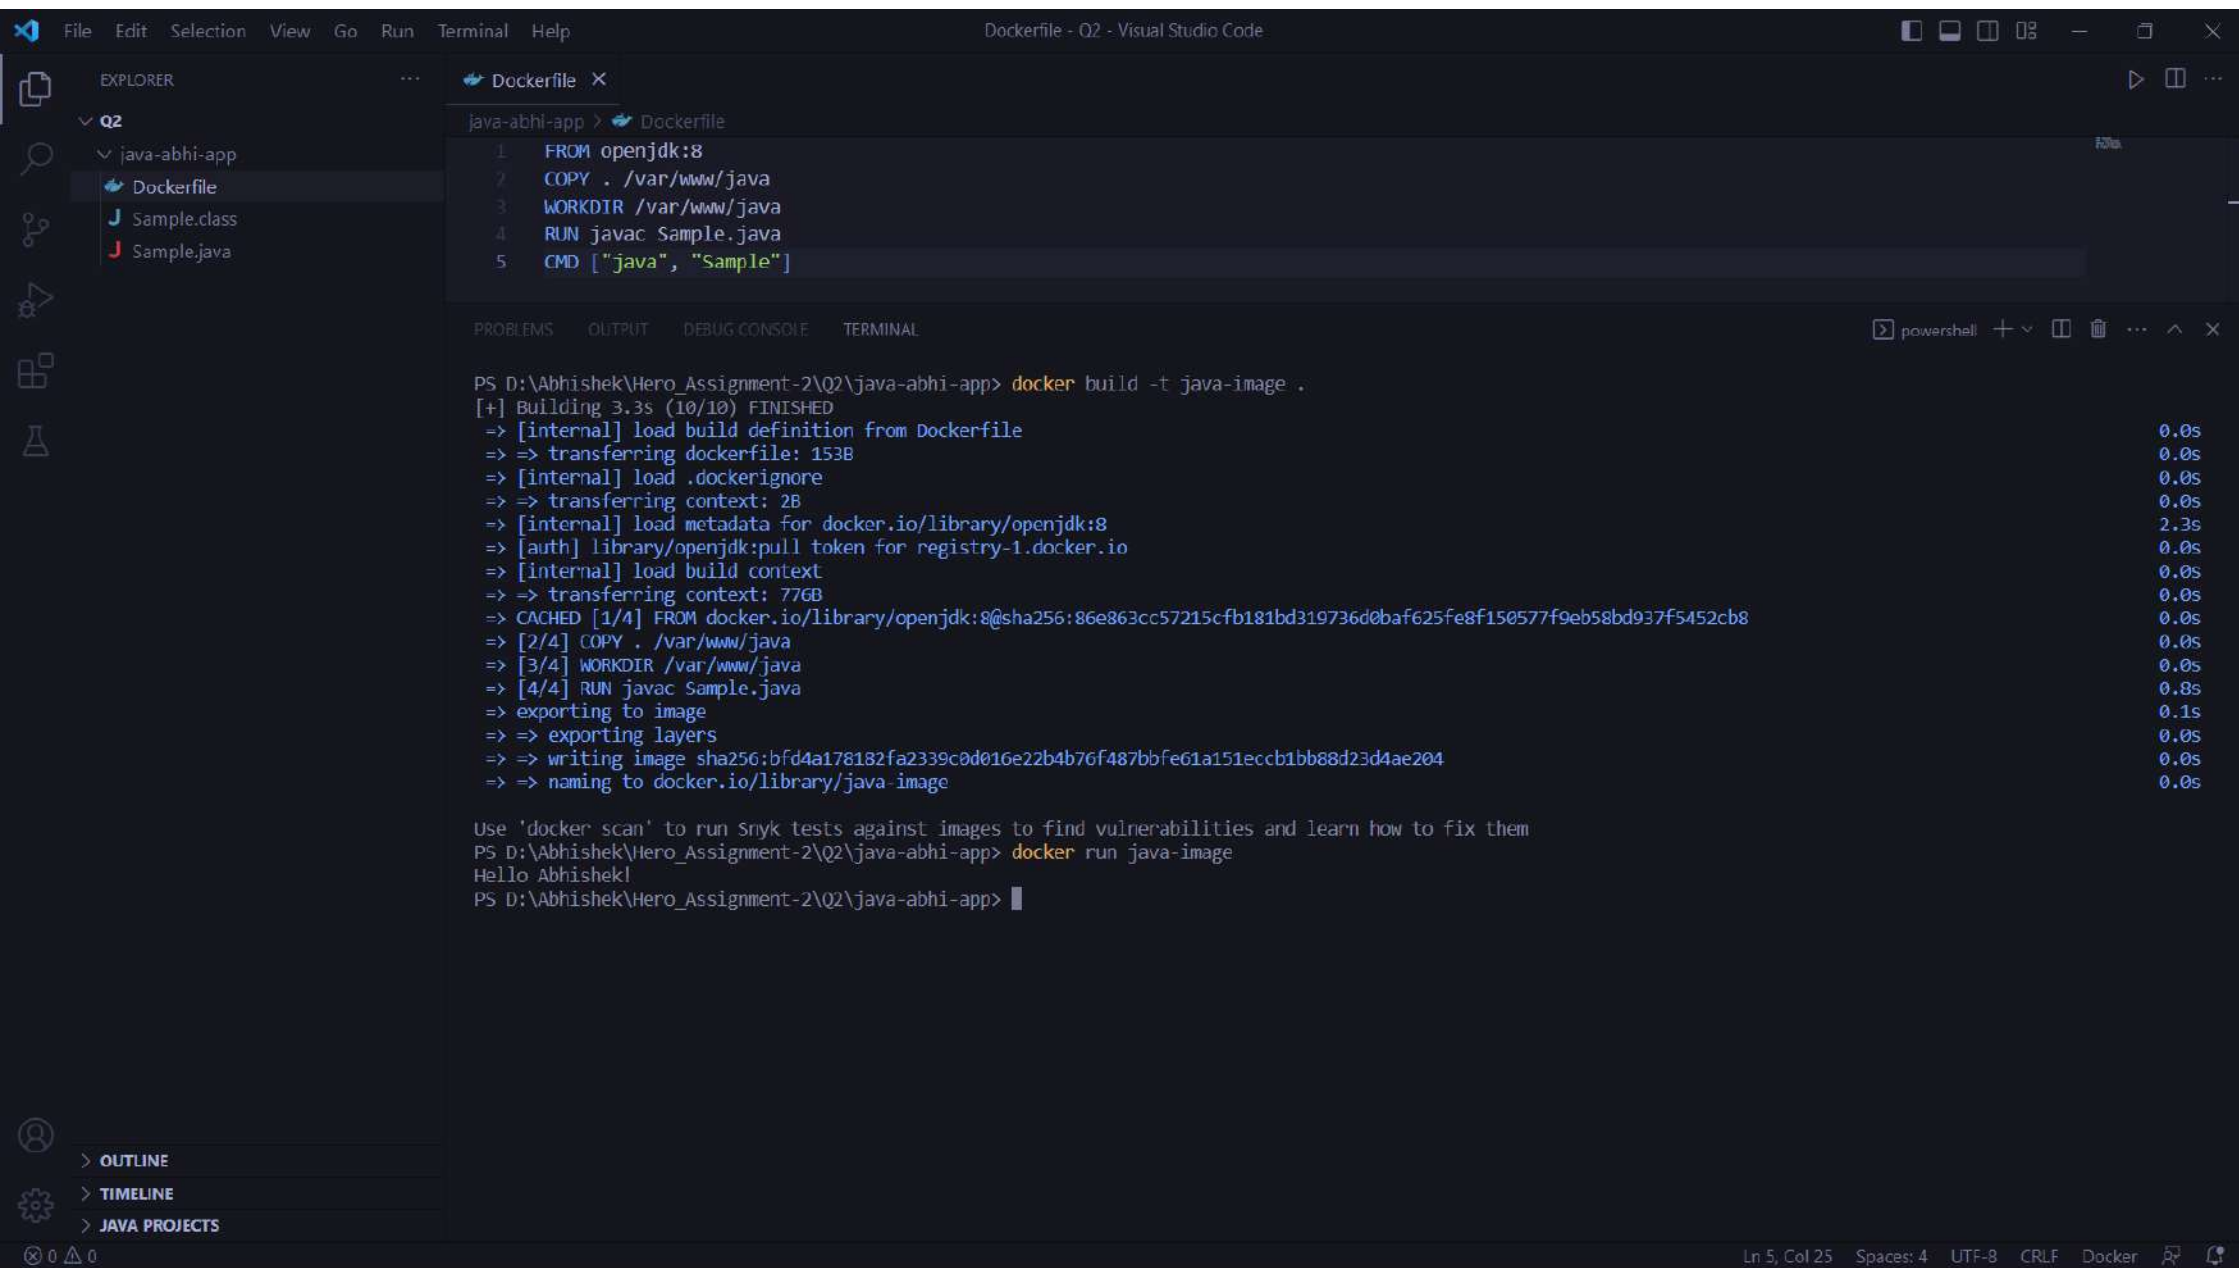 File Edit Selection View Go Run Terminal Help
Dockerfile - Q2 - Visual Studio Code
EXPLORER
Q2
java-abhi-app
Dockerfile
Sample.class
Sample.java
OUTLINE
TIMELINE
JAVA PROJECTS
Dockerfile
java-abhi-app > Dockerfile
1 FROM openjdk:8
2 COPY . /var/www/java
3 WORKDIR /var/www/java
4 RUN javac Sample.java
5 CMD ["java", "Sample"]
PROBLEMS OUTPUT DEBUG CONSOLE TERMINAL
powershell
PS D:\Abhishek\Hero_Assignment-2\Q2\java-abhi-app> docker build -t java-image .
[+] Building 3.3s (10/10) FINISHED
=> [internal] load build definition from Dockerfile 0.0s
=> => transferring dockerfile: 153B 0.0s
=> [internal] load .dockerignore 0.0s
=> => transferring context: 2B 0.0s
=> [internal] load metadata for docker.io/library/openjdk:8 2.3s
=> [auth] library/openjdk:pull token for registry-1.docker.io 0.0s
=> [internal] load build context 0.0s
=> => transferring context: 776B 0.0s
=> CACHED [1/4] FROM docker.io/library/openjdk:8@sha256:86e863cc57215cfb181bd319736d0baf625fe8f150577f9eb58bd937f5452cb8 0.0s
=> [2/4] COPY . /var/www/java 0.0s
=> [3/4] WORKDIR /var/www/java 0.0s
=> [4/4] RUN javac Sample.java 0.8s
=> exporting to image 0.1s
=> => exporting layers 0.0s
=> => writing image sha256:bfd4a178182fa2339c0d016e22b4b76f487bbfe61a151eccb1bb88d23d4ae204 0.0s
=> => naming to docker.io/library/java-image 0.0s
Use 'docker scan' to run Snyk tests against images to find vulnerabilities and learn how to fix them
PS D:\Abhishek\Hero_Assignment-2\Q2\java-abhi-app> docker run java-image
Hello Abhishek!
PS D:\Abhishek\Hero_Assignment-2\Q2\java-abhi-app>
0 0
Ln 5, Col 25 Spaces: 4 UTF-8 CRLF Docker